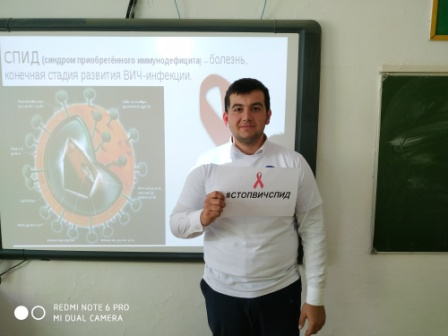 СПИД (синдром приобретённого иммунодефицита) – болезнь,
конечная стадия развития ВИЧ-инфекции.
#СТОПВИЧСПИД
REDMI NOTE 6 PRO
MI DUAL CAMERA